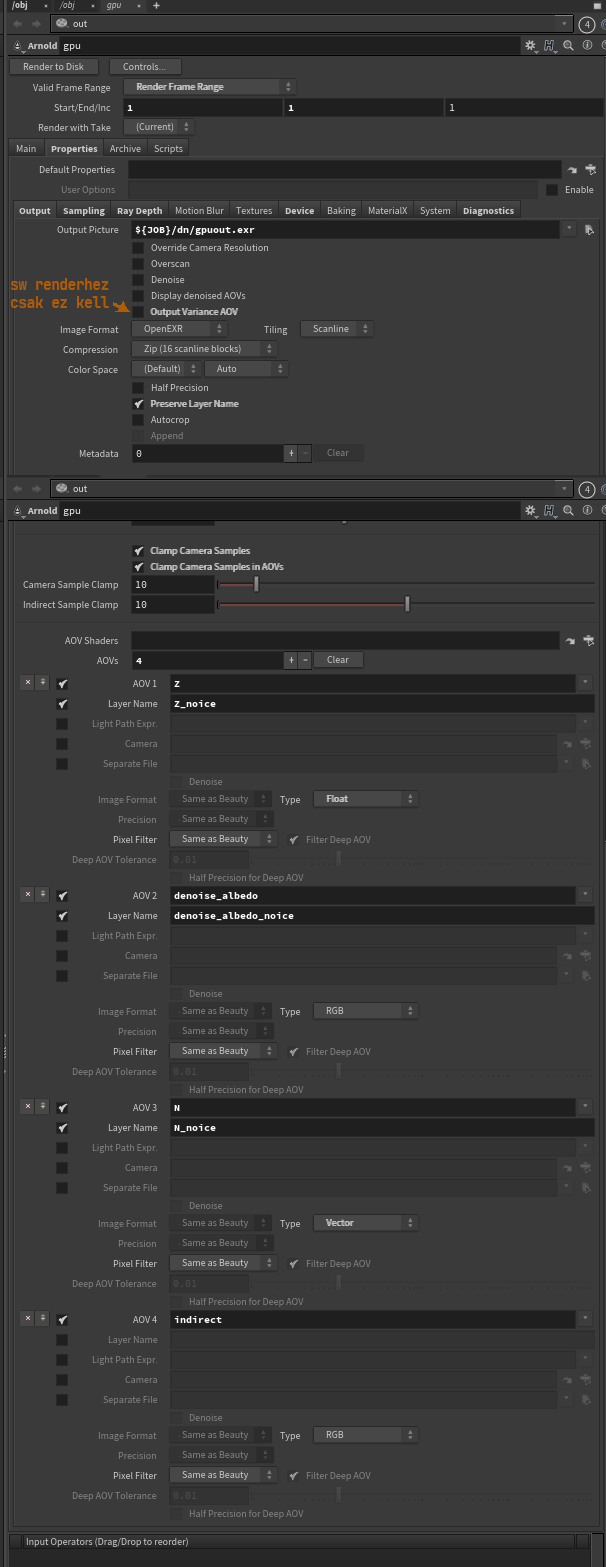 /obj × /obj × gpu × +
out 4
Arnold gpu
Render to Disk Controls...
Valid Frame Range Render Frame Range
Start/End/Inc 1 1 1
Render with Take (Current)
Main Properties Archive Scripts
Default Properties
User Options Enable
Output Sampling Ray Depth Motion Blur Textures Device Baking MaterialX System Diagnostics
Output Picture ${JOB}/dn/gpuout.exr
Override Camera Resolution
Overscan
Denoise
Display denoised AOVs
sw renderhez
csak ez kell
Output Variance AOV
Image Format OpenEXR Tiling Scanline
Compression Zip (16 scanline blocks)
Color Space (Default) Auto
Half Precision
Preserve Layer Name
Autocrop
Append
Metadata 0 + - Clear
out 4
Arnold gpu
Clamp Camera Samples
Clamp Camera Samples in AOVs
Camera Sample Clamp 10
Indirect Sample Clamp 10
AOV Shaders
AOVs 4 + - Clear
AOV 1 Z
Layer Name Z_noice
Light Path Expr.
Camera
Separate File
Denoise
Image Format Same as Beauty Type Float
Precision Same as Beauty
Pixel Filter Same as Beauty Filter Deep AOV
Deep AOV Tolerance 0.01
Half Precision for Deep AOV
AOV 2 denoise_albedo
Layer Name denoise_albedo_noice
Light Path Expr.
Camera
Separate File
Denoise
Image Format Same as Beauty Type RGB
Precision Same as Beauty
Pixel Filter Same as Beauty Filter Deep AOV
Deep AOV Tolerance 0.01
Half Precision for Deep AOV
AOV 3 N
Layer Name N_noice
Light Path Expr.
Camera
Separate File
Denoise
Image Format Same as Beauty Type Vector
Precision Same as Beauty
Pixel Filter Same as Beauty Filter Deep AOV
Deep AOV Tolerance 0.01
Half Precision for Deep AOV
AOV 4 indirect
Layer Name
Light Path Expr.
Camera
Separate File
Denoise
Image Format Same as Beauty Type RGB
Precision Same as Beauty
Pixel Filter Same as Beauty Filter Deep AOV
Deep AOV Tolerance 0.01
Half Precision for Deep AOV
Input Operators (Drag/Drop to reorder)